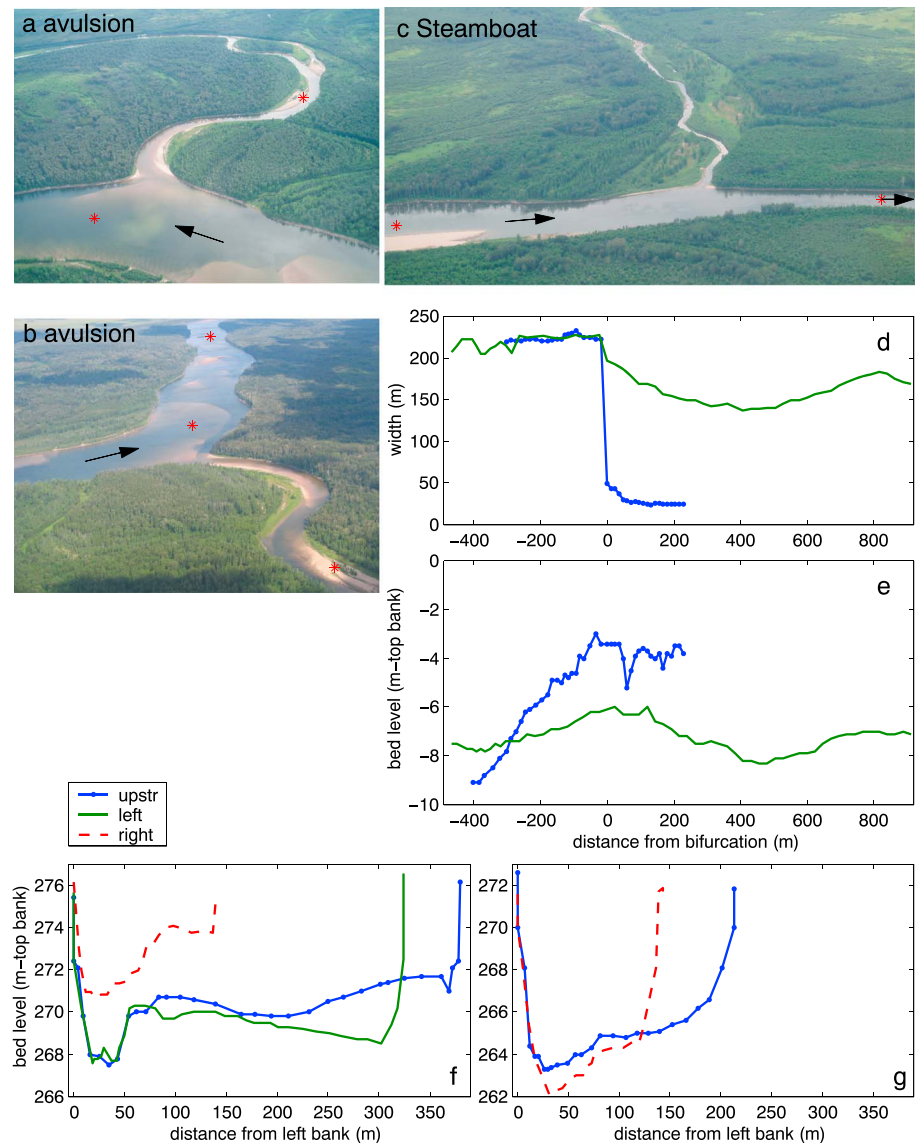 a avulsion
c Steamboat
b avulsion
d
250
200
150
100
50
0
width (m)
−400 −200 0 200 400 600 800
e
0
−2
−4
−6
−8
−10
bed level (m−top bank)
−400 −200 0 200 400 600 800
distance from bifurcation (m)
upstr
left
right
276
274
272
270
268
266
bed level (m−top bank)
f
0 50 100 150 200 250 300 350
distance from left bank (m)
272
270
268
266
264
262
g
0 50 100 150 200 250 300 350
distance from left bank (m)